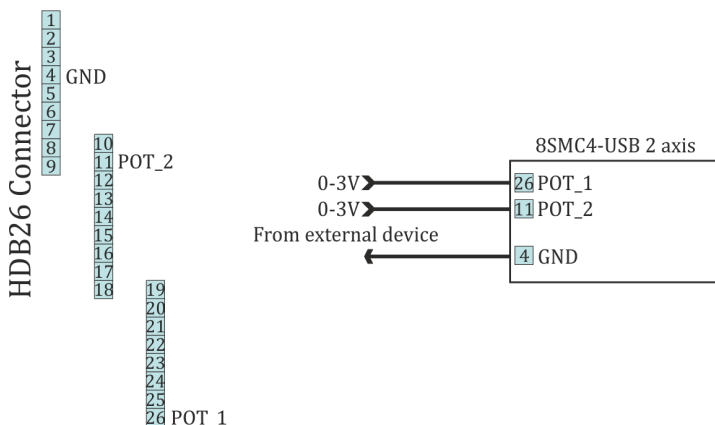 HDB26 Connector
1
2
3
4 GND
5
6
7
8
9
10
11 POT_2
12
13
14
15
16
17
18
19
20
21
22
23
24
25
26 POT_1
8SMC4-USB 2 axis
0-3V 26 POT_1
0-3V 11 POT_2
From external device
4 GND